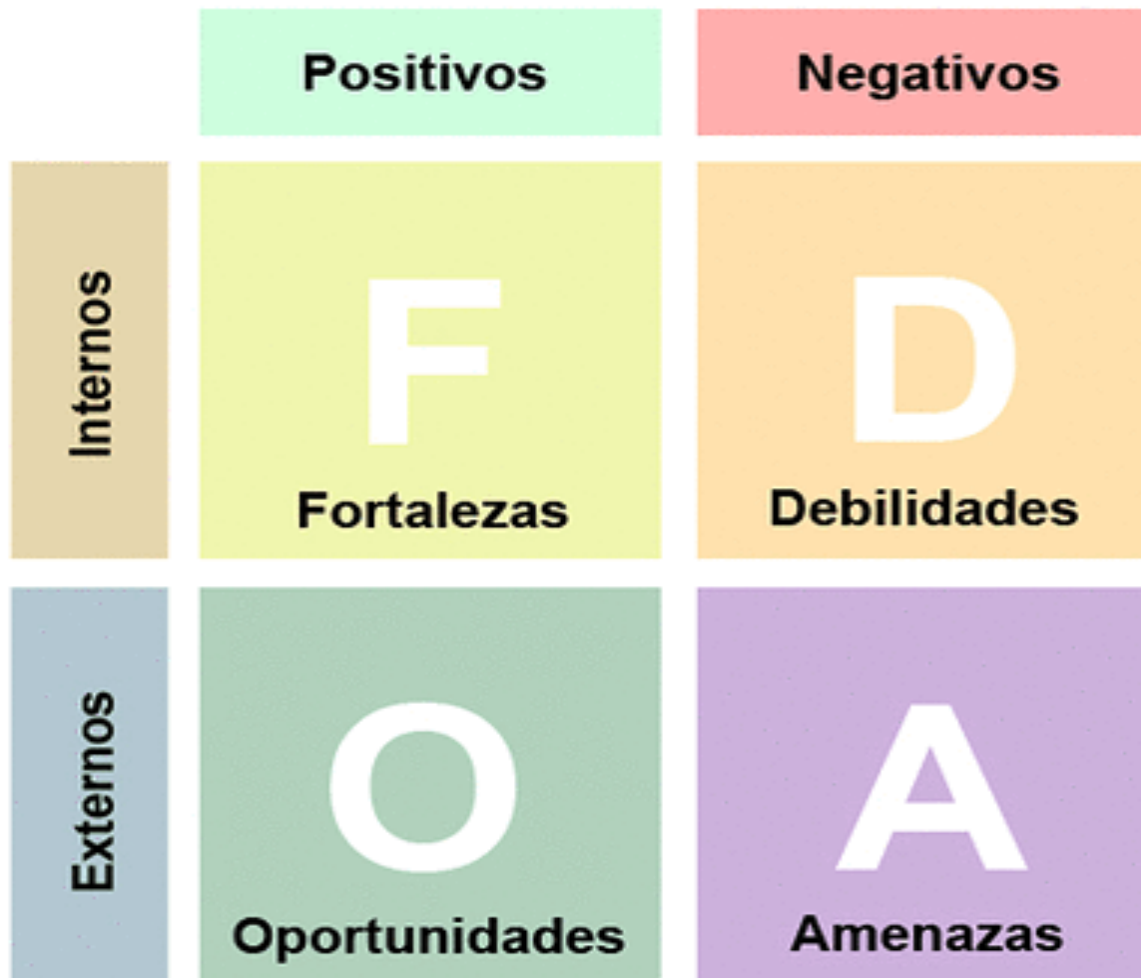 Positivos
Negativos
Internos
F
Fortalezas
D
Debilidades
Externos
O
Oportunidades
A
Amenazas